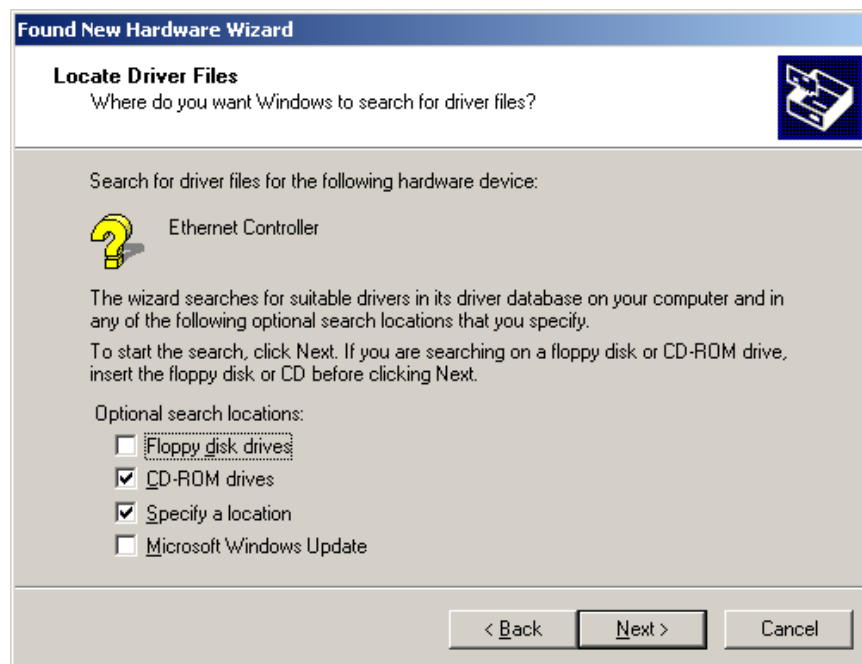 Found New Hardware Wizard
Locate Driver Files
Where do you want Windows to search for driver files?
Search for driver files for the following hardware device:
Ethernet Controller
The wizard searches for suitable drivers in its driver database on your computer and in
any of the following optional search locations that you specify.
To start the search, click Next. If you are searching on a floppy disk or CD-ROM drive,
insert the floppy disk or CD before clicking Next.
Optional search locations:
Floppy disk drives
CD-ROM drives
Specify a location
Microsoft Windows Update
< Back
Next >
Cancel